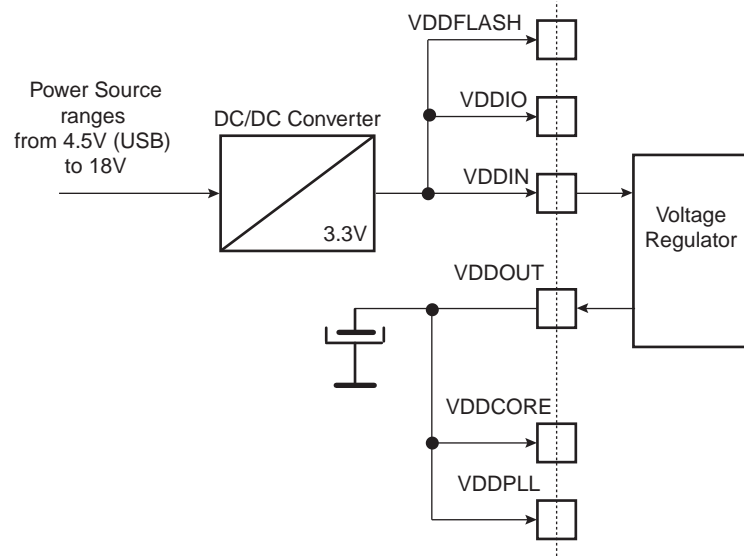 VDDFLASH
Power Source
ranges
from 4.5V (USB)
to 18V
DC/DC Converter
VDDIO
VDDIN
3.3V
Voltage
Regulator
VDDOUT
VDDCORE
VDDPLL